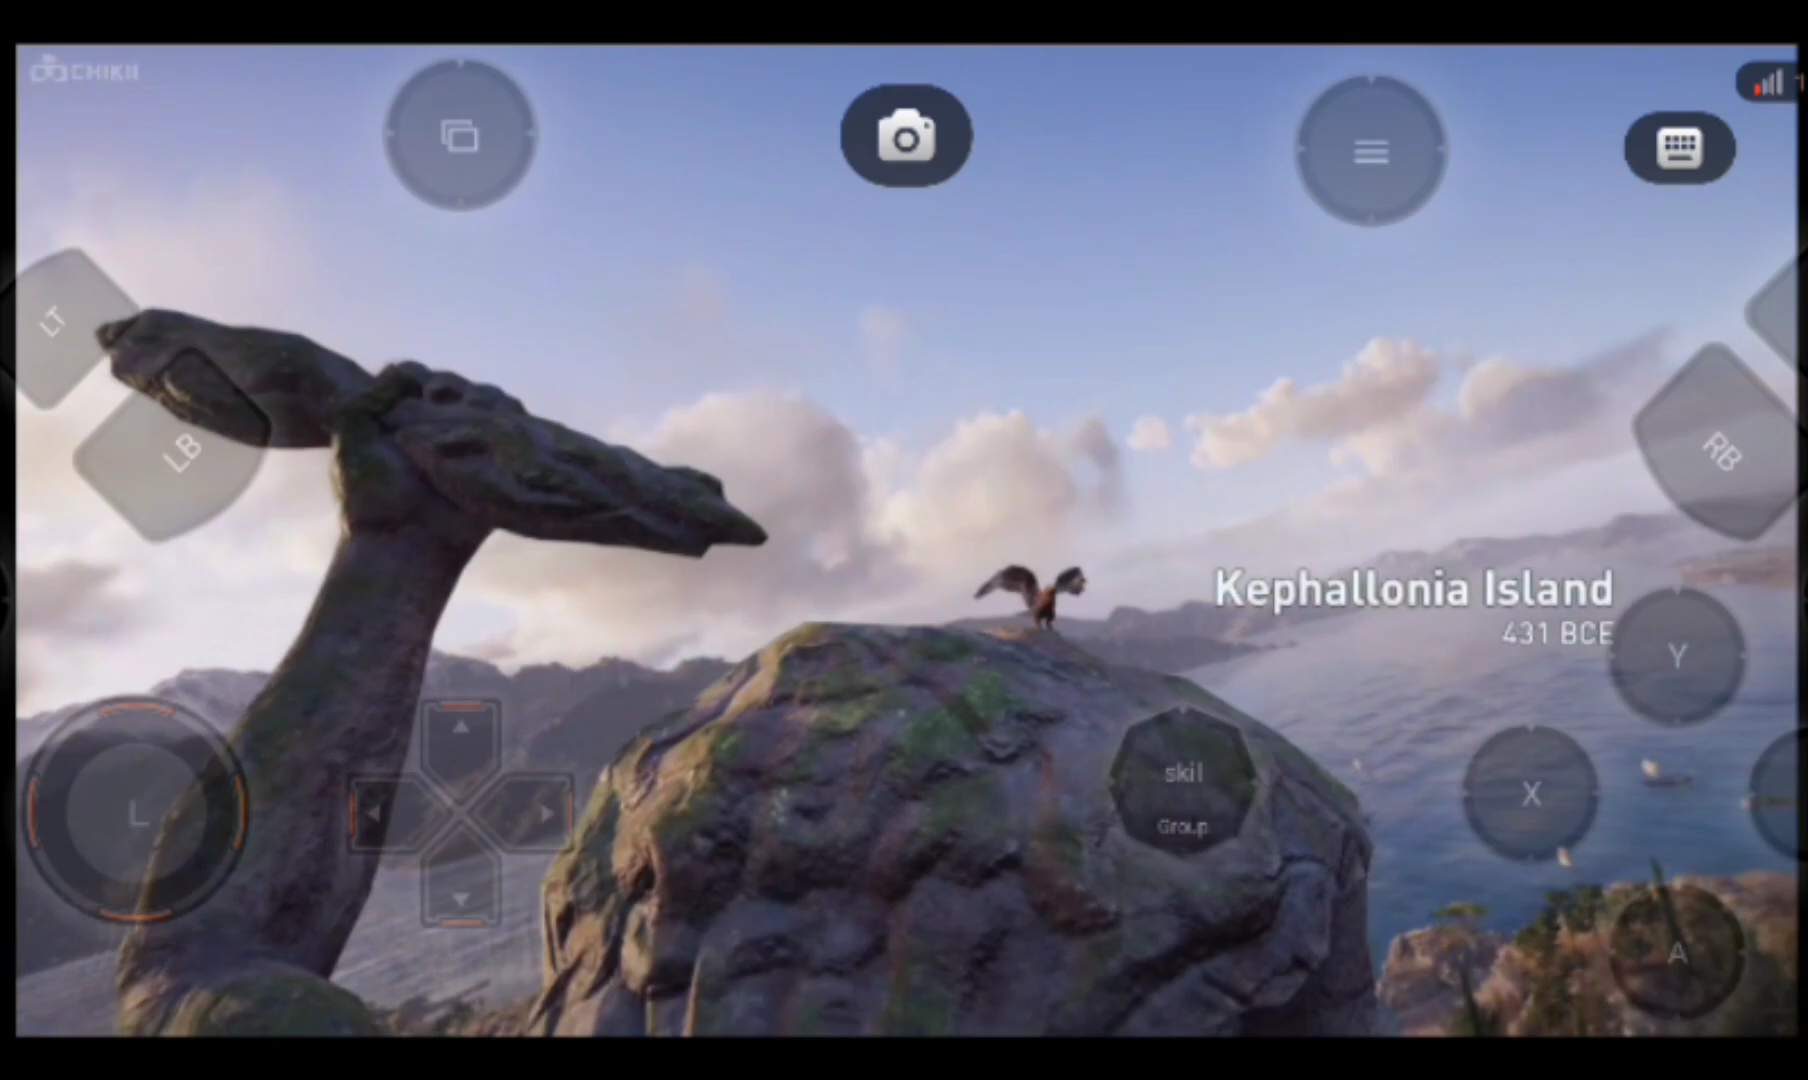 CHIKII
LT
LB
RB
Kephallonia Island
431 BCE
Y
L
skil
Group
X
A